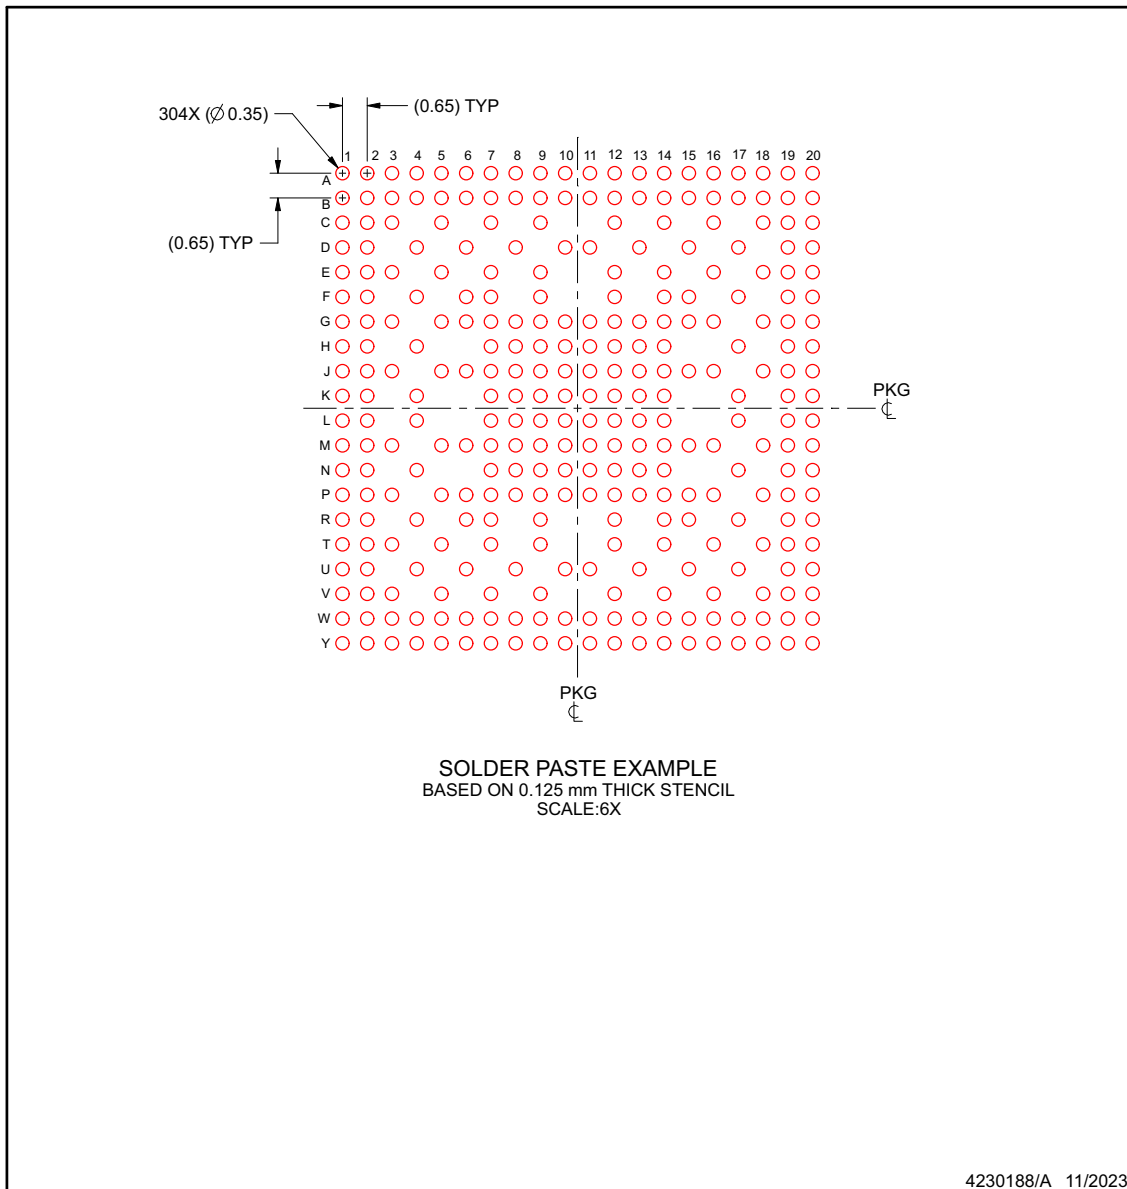 304X (∅ 0.35)
(0.65) TYP
1 2 3 4 5 6 7 8 9 10 11 12 13 14 15 16 17 18 19 20
A
B
(0.65) TYP
C
D
E
F
G
H
J
K
PKG
L
M
N
P
R
T
U
V
W
Y
PKG
SOLDER PASTE EXAMPLE
BASED ON 0.125 mm THICK STENCIL
SCALE:6X
4230188/A 11/2023